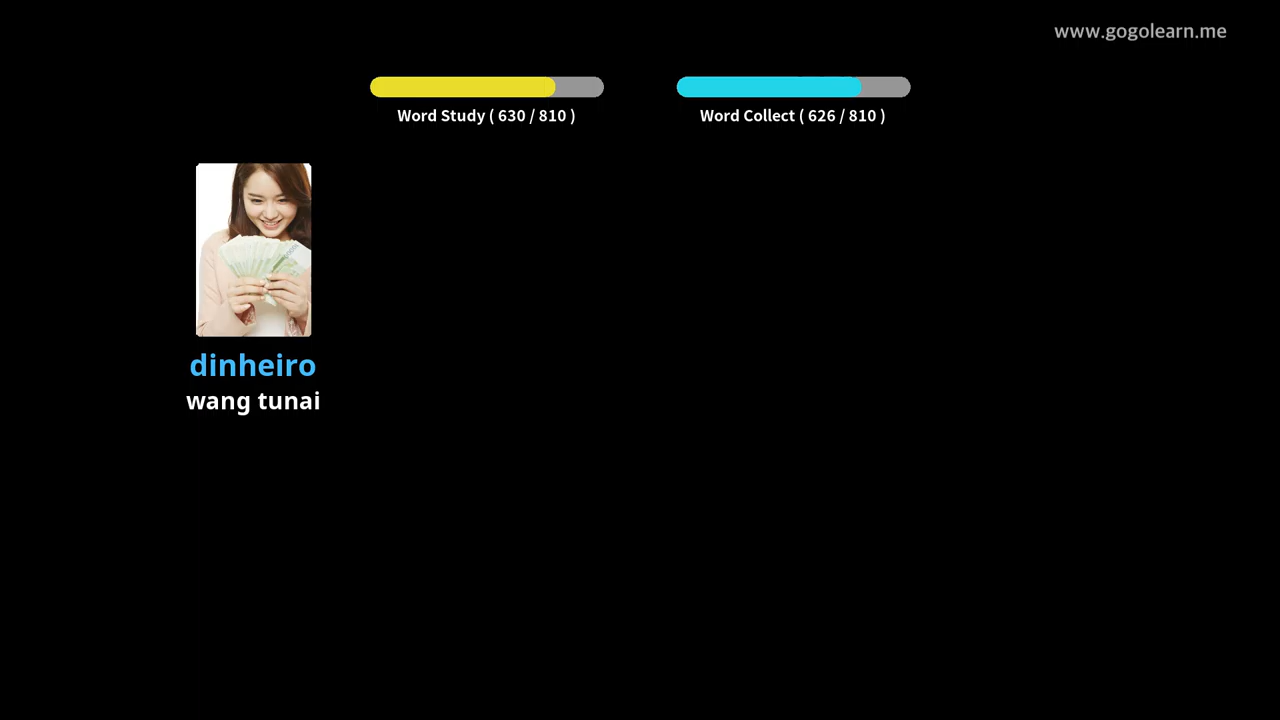 www.gogolearn.me
Word Study ( 630 / 810 )
Word Collect ( 626 / 810 )
dinheiro
wang tunai